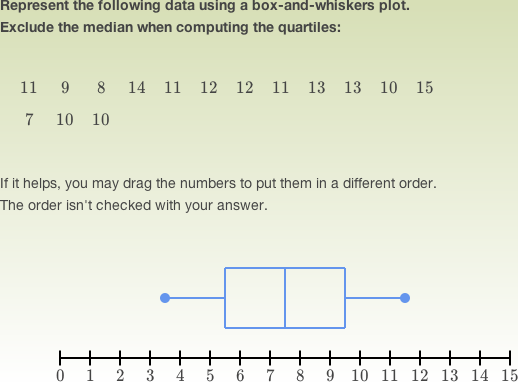 Represent the following data using a box-and-whiskers plot.
Exclude the median when computing the quartiles:
11 9 8 14 11 12 12 11 13 13 10 15
7 10 10
If it helps, you may drag the numbers to put them in a different order.
The order isn't checked with your answer.
0 1 2 3 4 5 6 7 8 9 10 11 12 13 14 15